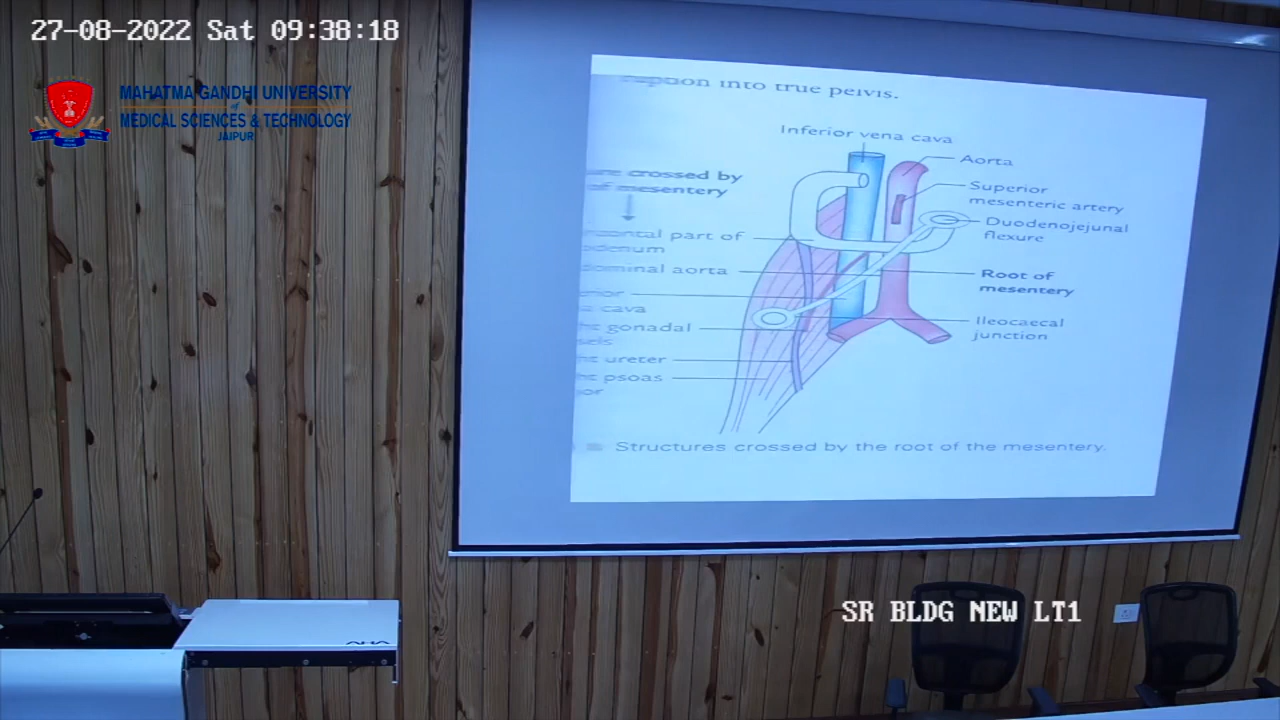 27-08-2022 Sat 09:38:18
MAHATMA GANDHI UNIVERSITY
of
MEDICAL SCIENCES & TECHNOLOGY
JAIPUR
into true pelvis.
Inferior vena cava
Aorta
Superior
mesenteric artery
Duodenojejunal
flexure
Root of
mesentery
Ileocaecal
junction
crossed by
of mesentery
part of
aorta
cava
gonadal
ureter
psoas
Structures crossed by the root of the mesentery.
SR BLDG NEW LT1